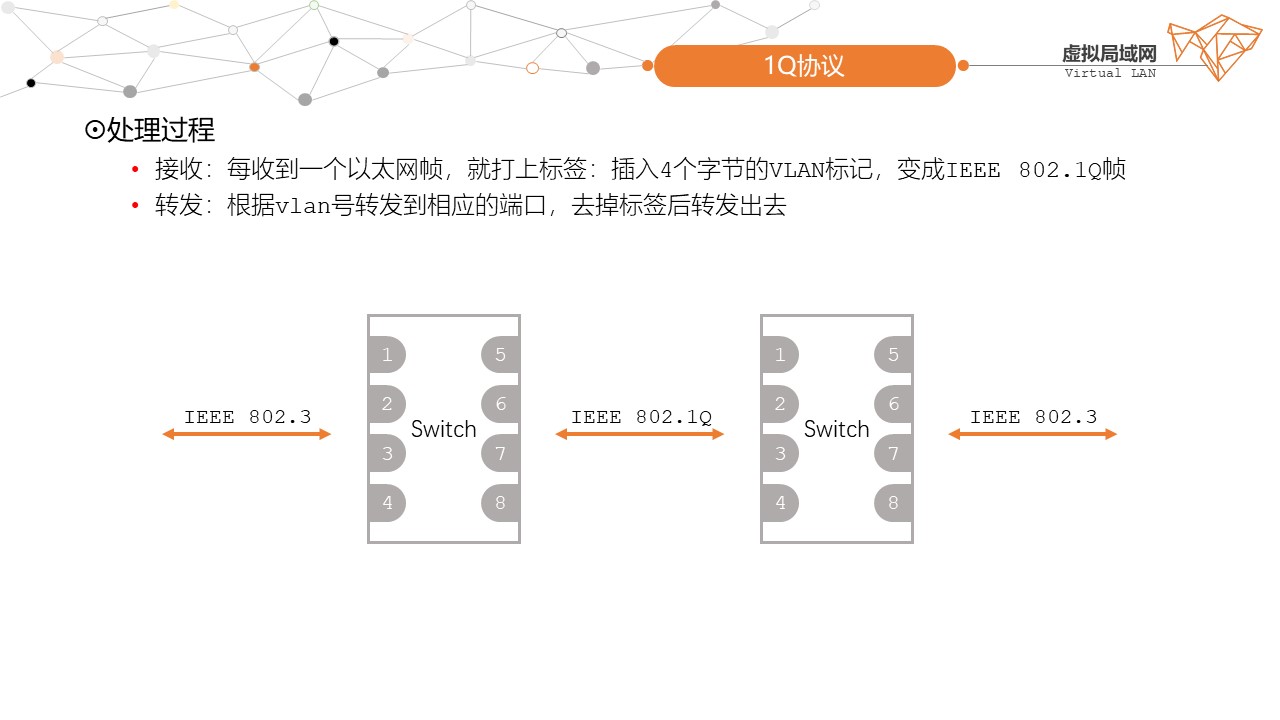 1Q协议
虚拟局域网
Virtual LAN
⊙处理过程
• 接收：每收到一个以太网帧，就打上标签：插入4个字节的VLAN标记，变成IEEE 802.1Q帧
• 转发：根据vlan号转发到相应的端口，去掉标签后转发出去
IEEE 802.3
1
2
3
4
Switch
5
6
7
8
IEEE 802.1Q
1
2
3
4
Switch
5
6
7
8
IEEE 802.3